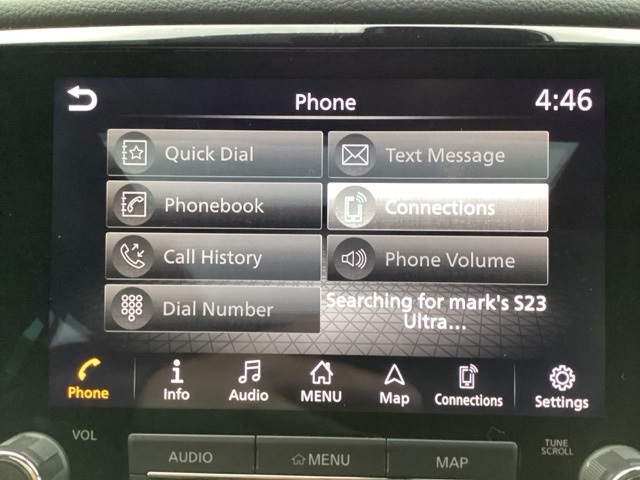 Phone
4:46
Quick Dial
Text Message
Phonebook
Connections
Call History
Phone Volume
Dial Number
Searching for mark's S23
Ultra...
Phone
Info
Audio
MENU
Map
Connections
Settings
VOL
AUDIO
MENU
MAP
TUNE
SCROLL